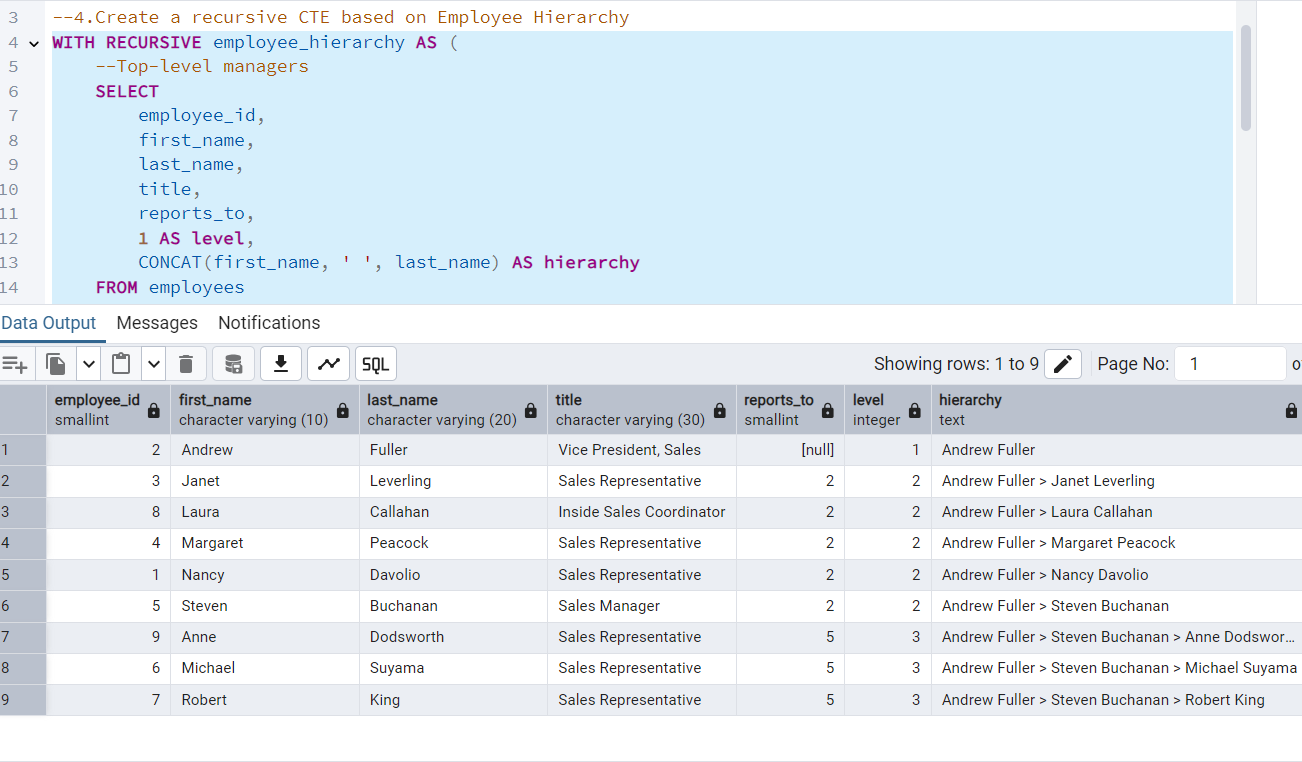 3 --4.Create a recursive CTE based on Employee Hierarchy
4 WITH RECURSIVE employee_hierarchy AS (
5 --Top-level managers
6 SELECT
7 employee_id,
8 first_name,
9 last_name,
10 title,
11 reports_to,
12 1 AS level,
13 CONCAT(first_name, ' ', last_name) AS hierarchy
14 FROM employees
Data Output Messages Notifications
SQL Showing rows: 1 to 9 Page No: 1 o
employee_id first_name last_name title reports_to level hierarchy
smallint character varying (10) character varying (20) character varying (30) smallint integer text
1 2 Andrew Fuller Vice President, Sales [null] 1 Andrew Fuller
2 3 Janet Leverling Sales Representative 2 2 Andrew Fuller > Janet Leverling
3 8 Laura Callahan Inside Sales Coordinator 2 2 Andrew Fuller > Laura Callahan
4 4 Margaret Peacock Sales Representative 2 2 Andrew Fuller > Margaret Peacock
5 1 Nancy Davolio Sales Representative 2 2 Andrew Fuller > Nancy Davolio
6 5 Steven Buchanan Sales Manager 2 2 Andrew Fuller > Steven Buchanan
7 9 Anne Dodsworth Sales Representative 5 3 Andrew Fuller > Steven Buchanan > Anne Dodswor...
8 6 Michael Suyama Sales Representative 5 3 Andrew Fuller > Steven Buchanan > Michael Suyama
9 7 Robert King Sales Representative 5 3 Andrew Fuller > Steven Buchanan > Robert King